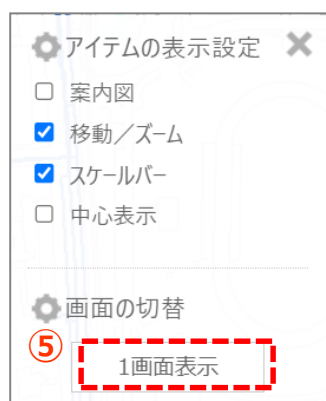 アイテムの表示設定
案内図
移動／ズーム
スケールバー
中心表示
画面の切替
⑤
1画面表示